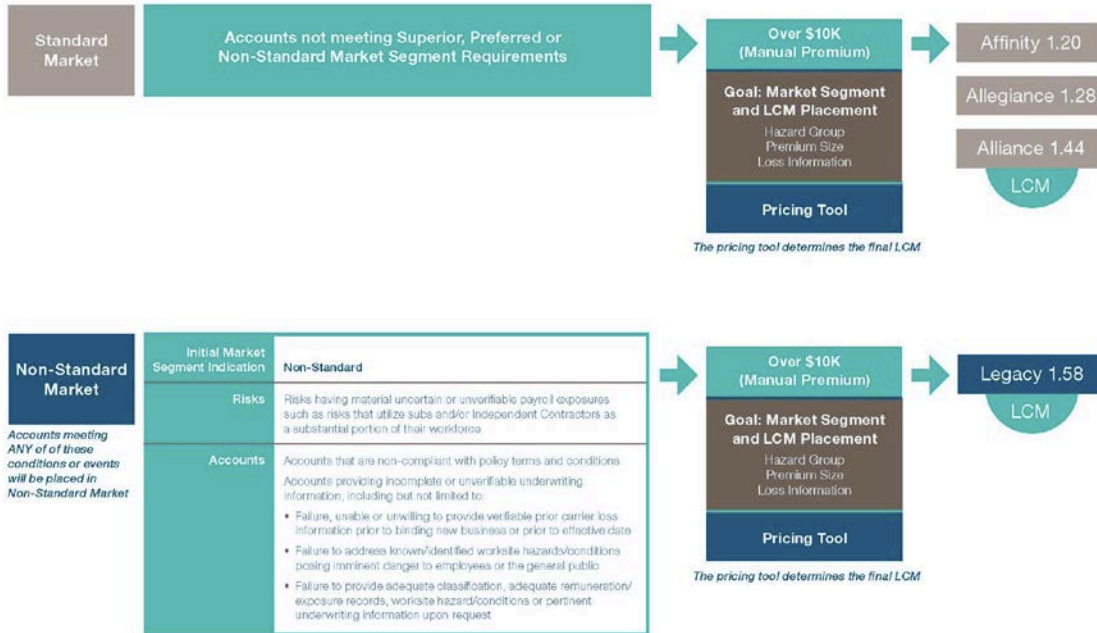 Standard
Market
Accounts not meeting Superior, Preferred or
Non-Standard Market Segment Requirements
Over $10K
(Manual Premium)
Goal: Market Segment
and LCM Placement
Hazard Group
Premium Size
Loss Information
Pricing Tool
The pricing tool determines the final LCM
Affinity 1.20
Allegiance 1.28
Alliance 1.44
LCM
Non-Standard
Market
Accounts meeting
ANY of of these
conditions or events
will be placed in
Non-Standard Market
Initial Market
Segment Indication
Non-Standard
Risks
Risks having material uncertain or unverifiable payroll exposures
such as risks that utilize subs and/or Independent Contractors as
a substantial portion of their workforce
Accounts
Accounts that are non-compliant with policy terms and conditions
Accounts providing incomplete or unverifiable underwriting
information, including but not limited to:
• Failure, unable or unwilling to provide verifiable prior carrier loss
information prior to binding new business or prior to effective date
• Failure to address known/identified worksite hazards/conditions
posing imminent danger to employees or the general public
• Failure to provide adequate classification, adequate remuneration/
exposure records, worksite hazard/conditions or pertinent
underwriting information upon request
Over $10K
(Manual Premium)
Goal: Market Segment
and LCM Placement
Hazard Group
Premium Size
Loss Information
Pricing Tool
The pricing tool determines the final LCM
Legacy 1.58
LCM